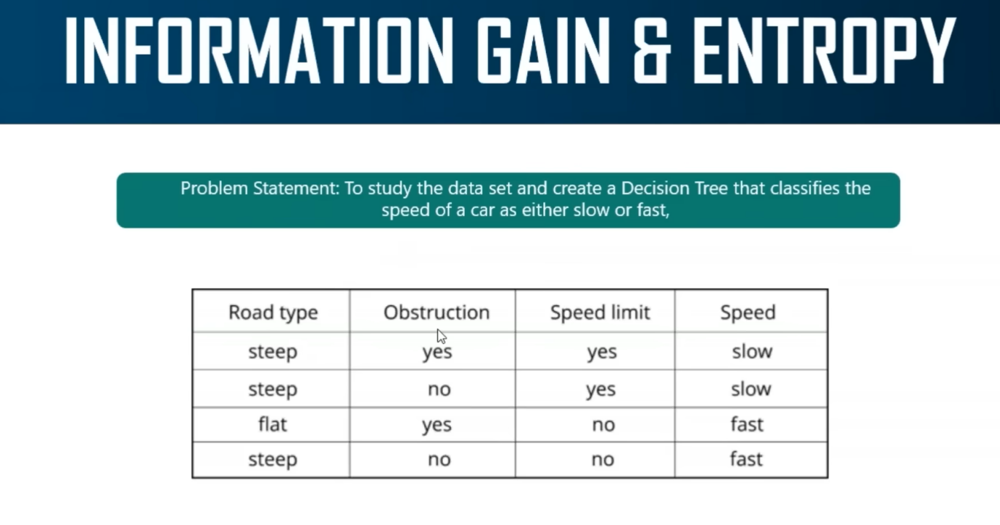 INFORMATION GAIN & ENTROPY
Problem Statement: To study the data set and create a Decision Tree that classifies the
speed of a car as either slow or fast,
Road type Obstruction Speed limit Speed
steep yes yes slow
steep no yes slow
flat yes no fast
steep no no fast